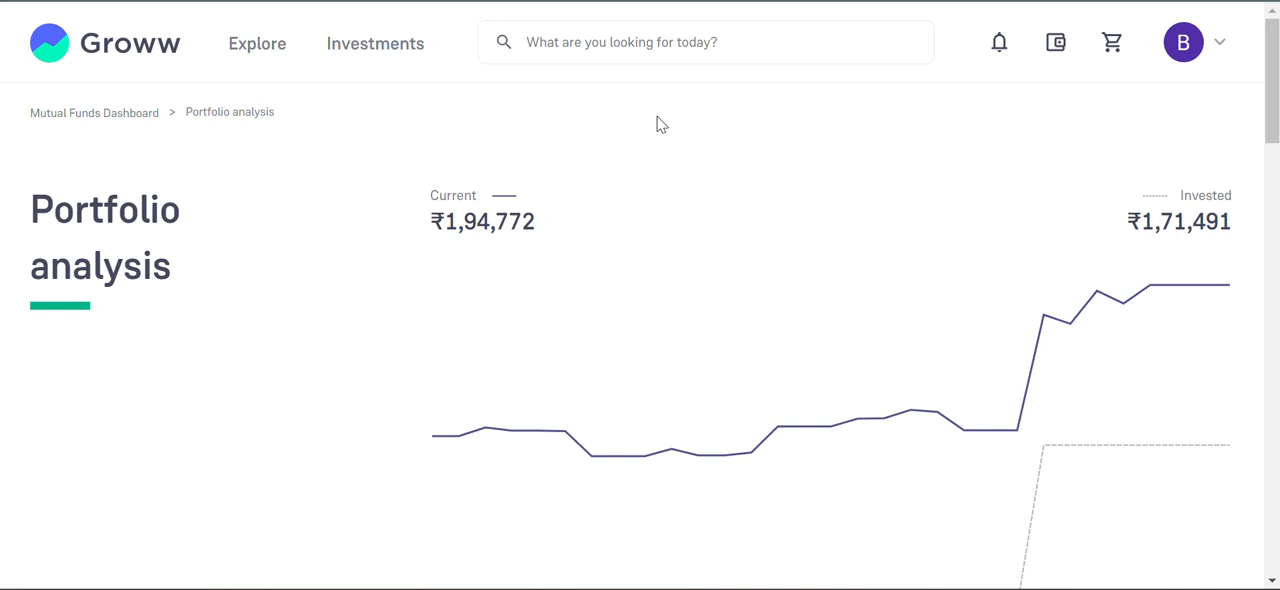 Groww Explore Investments What are you looking for today? B
Mutual Funds Dashboard > Portfolio analysis
Portfolio
analysis
Current Invested
₹1,94,772 ₹1,71,491